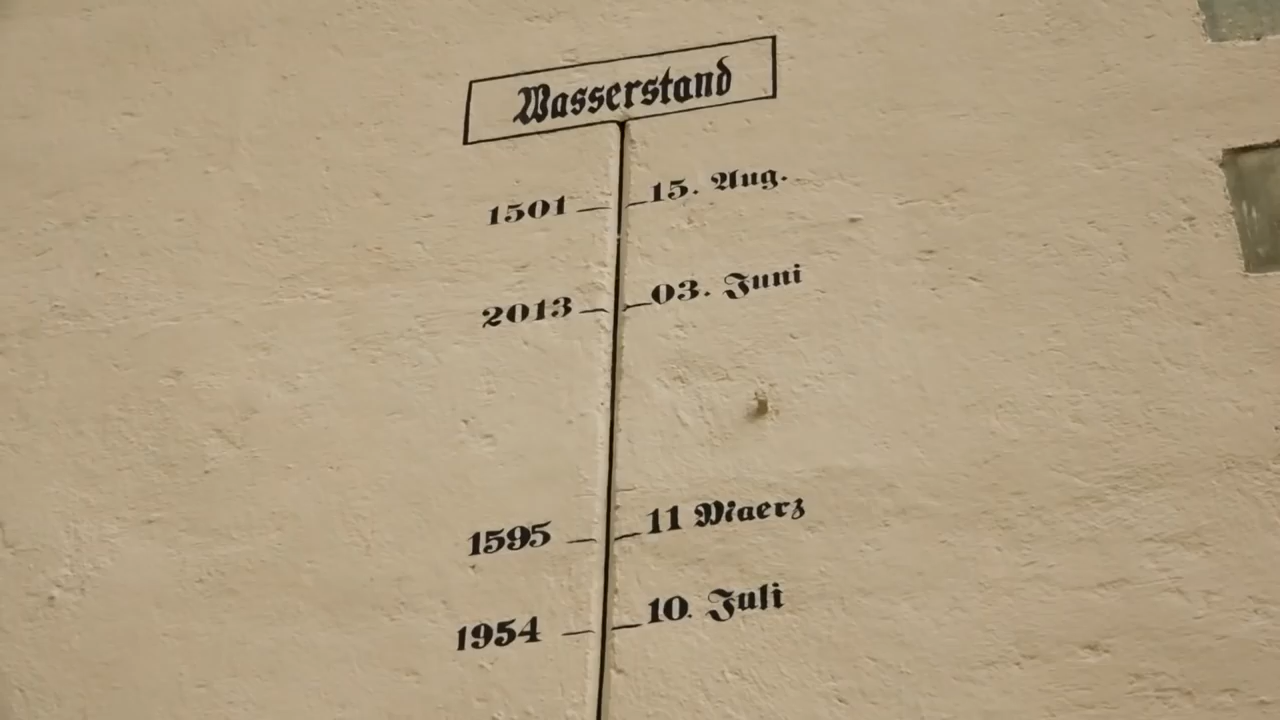 Wasserstand
1501 15. Aug.
2013 03. Juni
1595 11 Maerz
1954 10. Juli